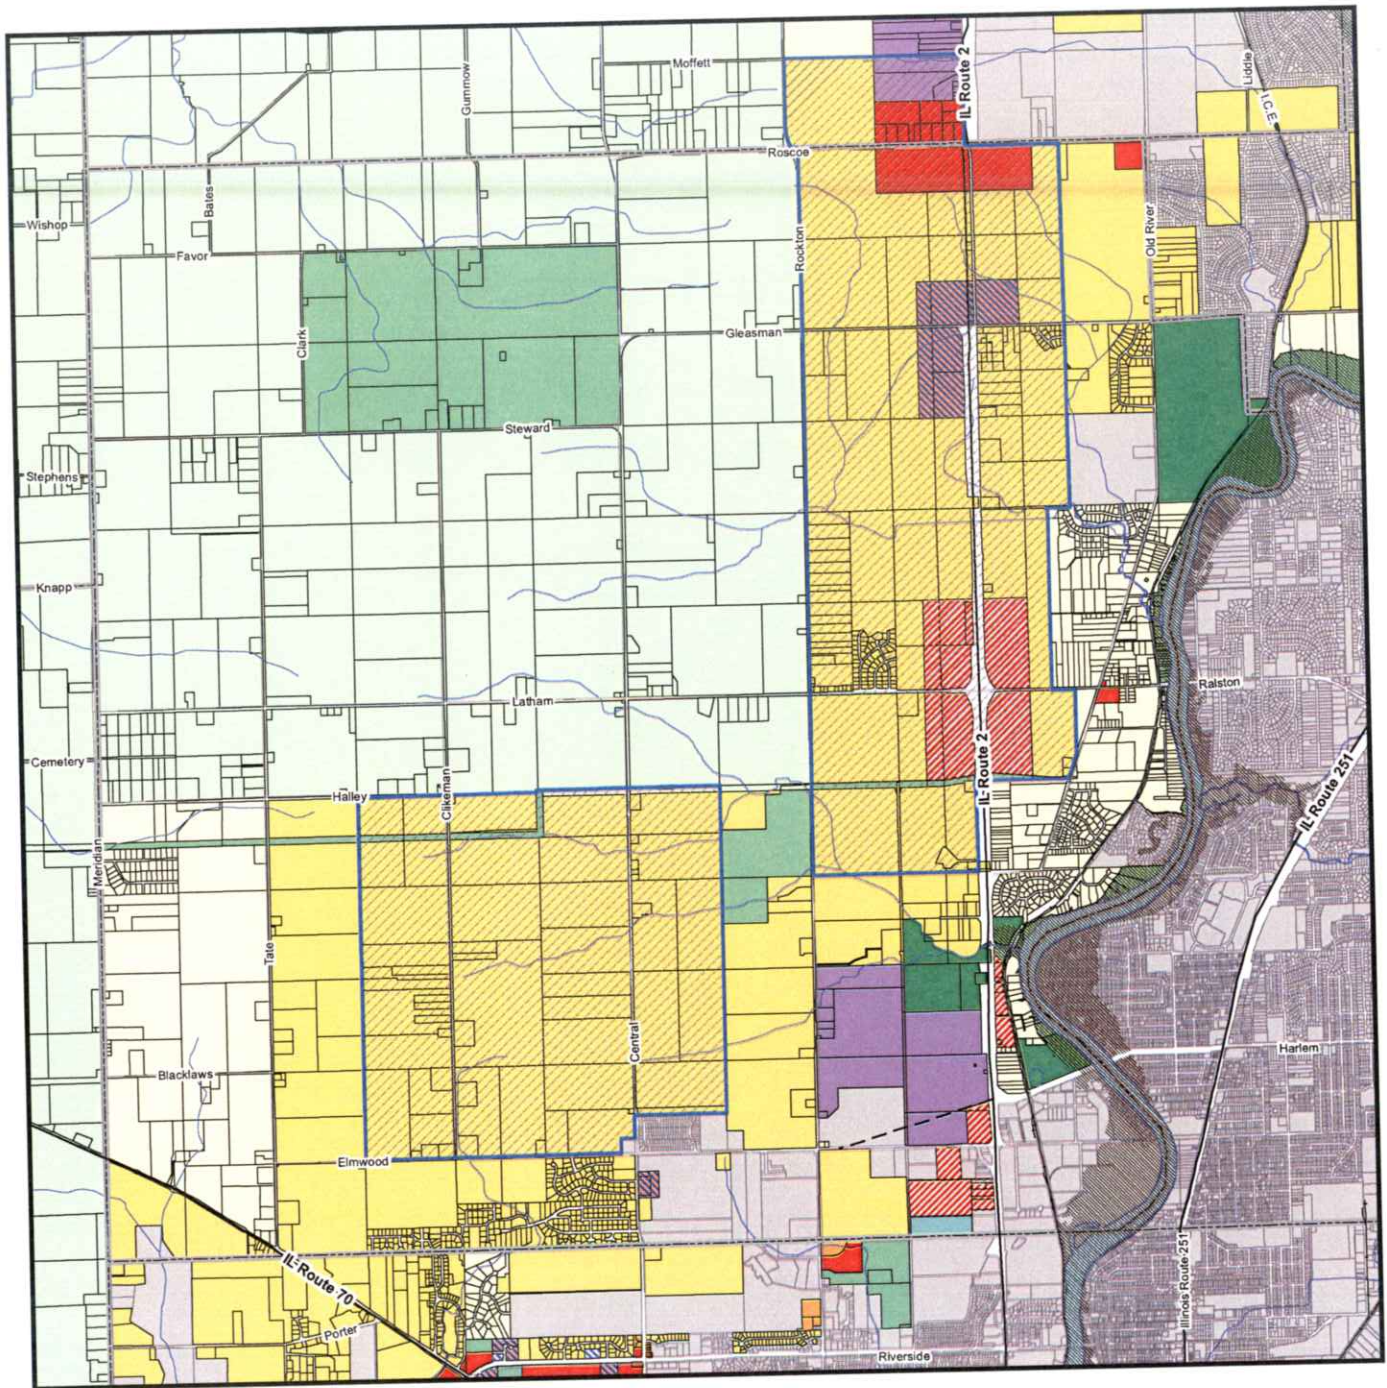 IL Route 2
Liddle
Moffett
Gummow
I.C.E.
Roscoe
Bates
Wishop
Old River
Favor
Rockton
Clark
Gleasman
Steward
Stephens
Knapp
Ralston
Latham
IL Route 2
Cemetery
Clikeman
IL Route 251
Halley
Meridian
Tate
Central
Harlem
Blacklaws
Elmwood
IL Route 70
Illinois Route 251
Porter
Riverside